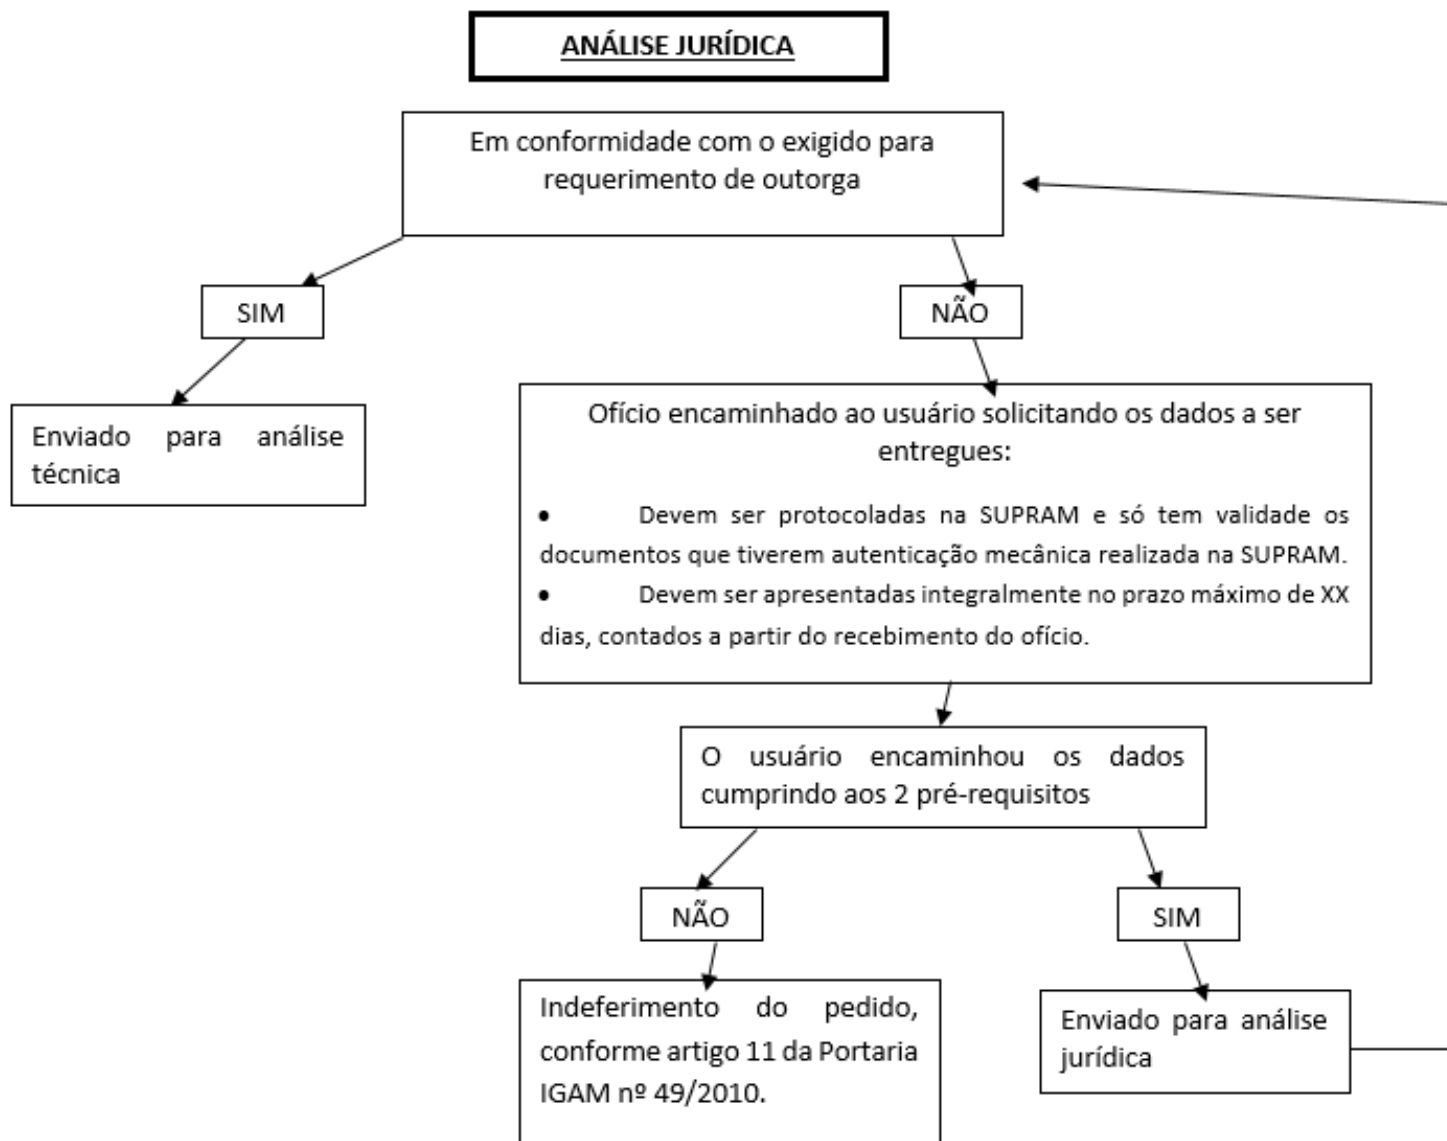 ANÁLISE JURÍDICA
Em conformidade com o exigido para
requerimento de outorga
SIM
NÃO
Enviado para análise
técnica
Ofício encaminhado ao usuário solicitando os dados a ser
entregues:
• Devem ser protocoladas na SUPRAM e só tem validade os
documentos que tiverem autenticação mecânica realizada na SUPRAM.
• Devem ser apresentadas integralmente no prazo máximo de XX
dias, contados a partir do recebimento do ofício.
O usuário encaminhou os dados
cumprindo aos 2 pré-requisitos
NÃO
SIM
Indeferimento do pedido,
conforme artigo 11 da Portaria
IGAM nº 49/2010.
Enviado para análise
jurídica